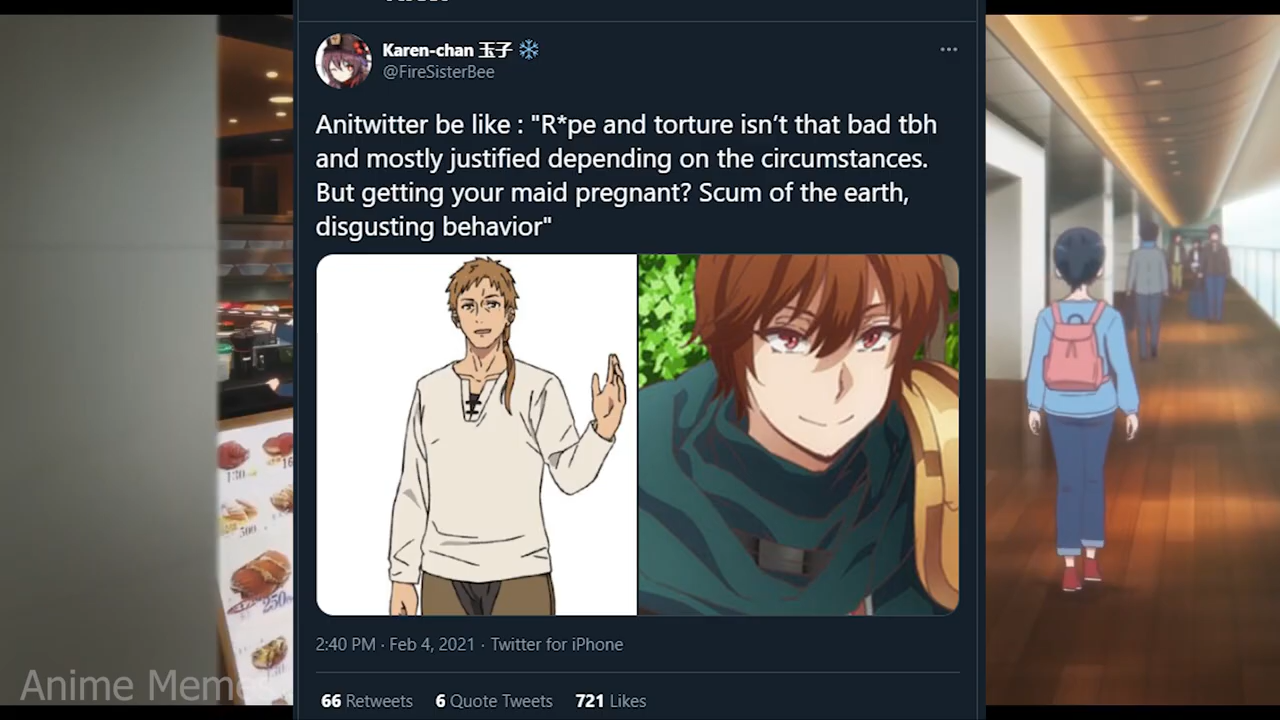 Karen-chan 玉子 ❄️
@FireSisterBee
Anitwitter be like : "R*pe and torture isn’t that bad tbh
and mostly justified depending on the circumstances.
But getting your maid pregnant? Scum of the earth,
disgusting behavior"
2:40 PM · Feb 4, 2021 · Twitter for iPhone
66 Retweets 6 Quote Tweets 721 Likes
Anime Memes
250